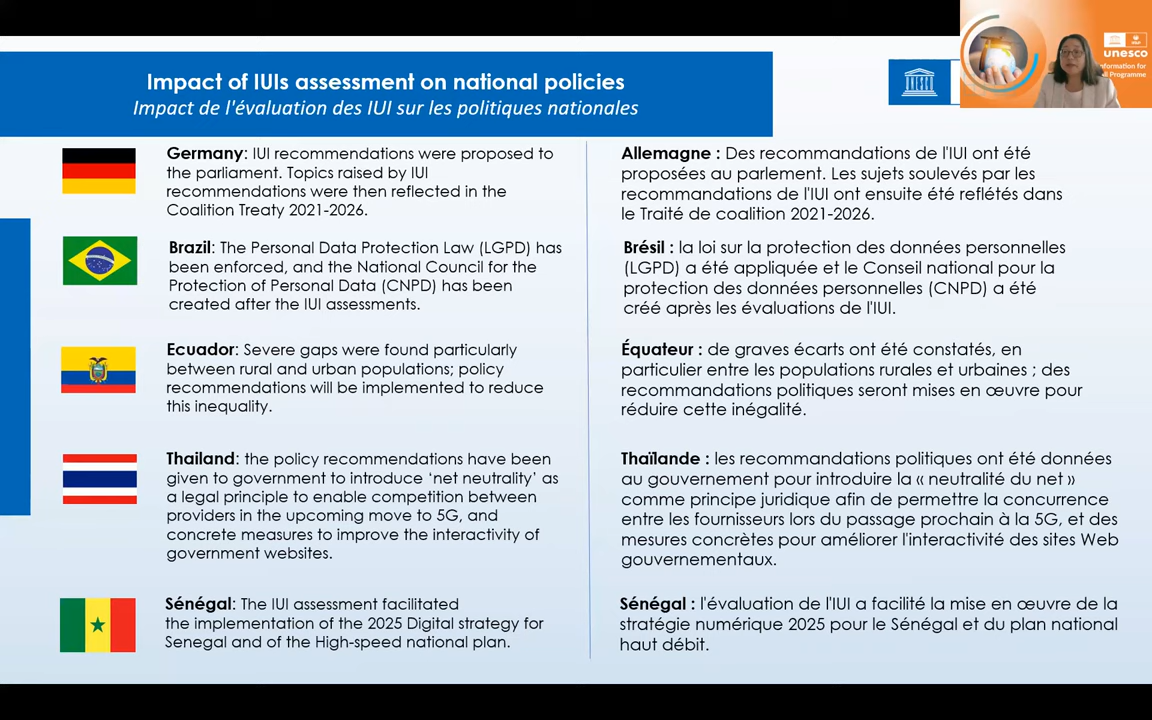 Impact of IUIs assessment on national policies
Impact de l'évaluation des IUI sur les politiques nationales
unesco
Information for
All Programme
Germany: IUI recommendations were proposed to
the parliament. Topics raised by IUI
recommendations were then reflected in the
Coalition Treaty 2021-2026.
Brazil: The Personal Data Protection Law (LGPD) has
been enforced, and the National Council for the
Protection of Personal Data (CNPD) has been
created after the IUI assessments.
Ecuador: Severe gaps were found particularly
between rural and urban populations; policy
recommendations will be implemented to reduce
this inequality.
Thailand: the policy recommendations have been
given to government to introduce ‘net neutrality’ as
a legal principle to enable competition between
providers in the upcoming move to 5G, and
concrete measures to improve the interactivity of
government websites.
Sénégal: The IUI assessment facilitated
the implementation of the 2025 Digital strategy for
Senegal and of the High-speed national plan.
Allemagne : Des recommandations de l'IUI ont été
proposées au parlement. Les sujets soulevés par les
recommandations de l'IUI ont ensuite été reflétés dans
le Traité de coalition 2021-2026.
Brésil : la loi sur la protection des données personnelles
(LGPD) a été appliquée et le Conseil national pour la
protection des données personnelles (CNPD) a été
créé après les évaluations de l'IUI.
Équateur : de graves écarts ont été constatés, en
particulier entre les populations rurales et urbaines ; des
recommandations politiques seront mises en œuvre pour
réduire cette inégalité.
Thaïlande : les recommandations politiques ont été données
au gouvernement pour introduire la « neutralité du net »
comme principe juridique afin de permettre la concurrence
entre les fournisseurs lors du passage prochain à la 5G, et des
mesures concrètes pour améliorer l'interactivité des sites Web
gouvernementaux.
Sénégal : l'évaluation de l'IUI a facilité la mise en œuvre de la
stratégie numérique 2025 pour le Sénégal et du plan national
haut débit.